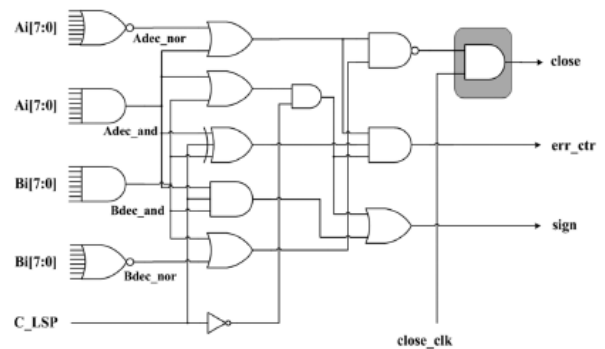 Ai[7:0]
Adec_nor
close
Ai[7:0]
Adec_and
err_ctr
Bi[7:0]
Bdec_and
sign
Bi[7:0]
Bdec_nor
C_LSP
close_clk